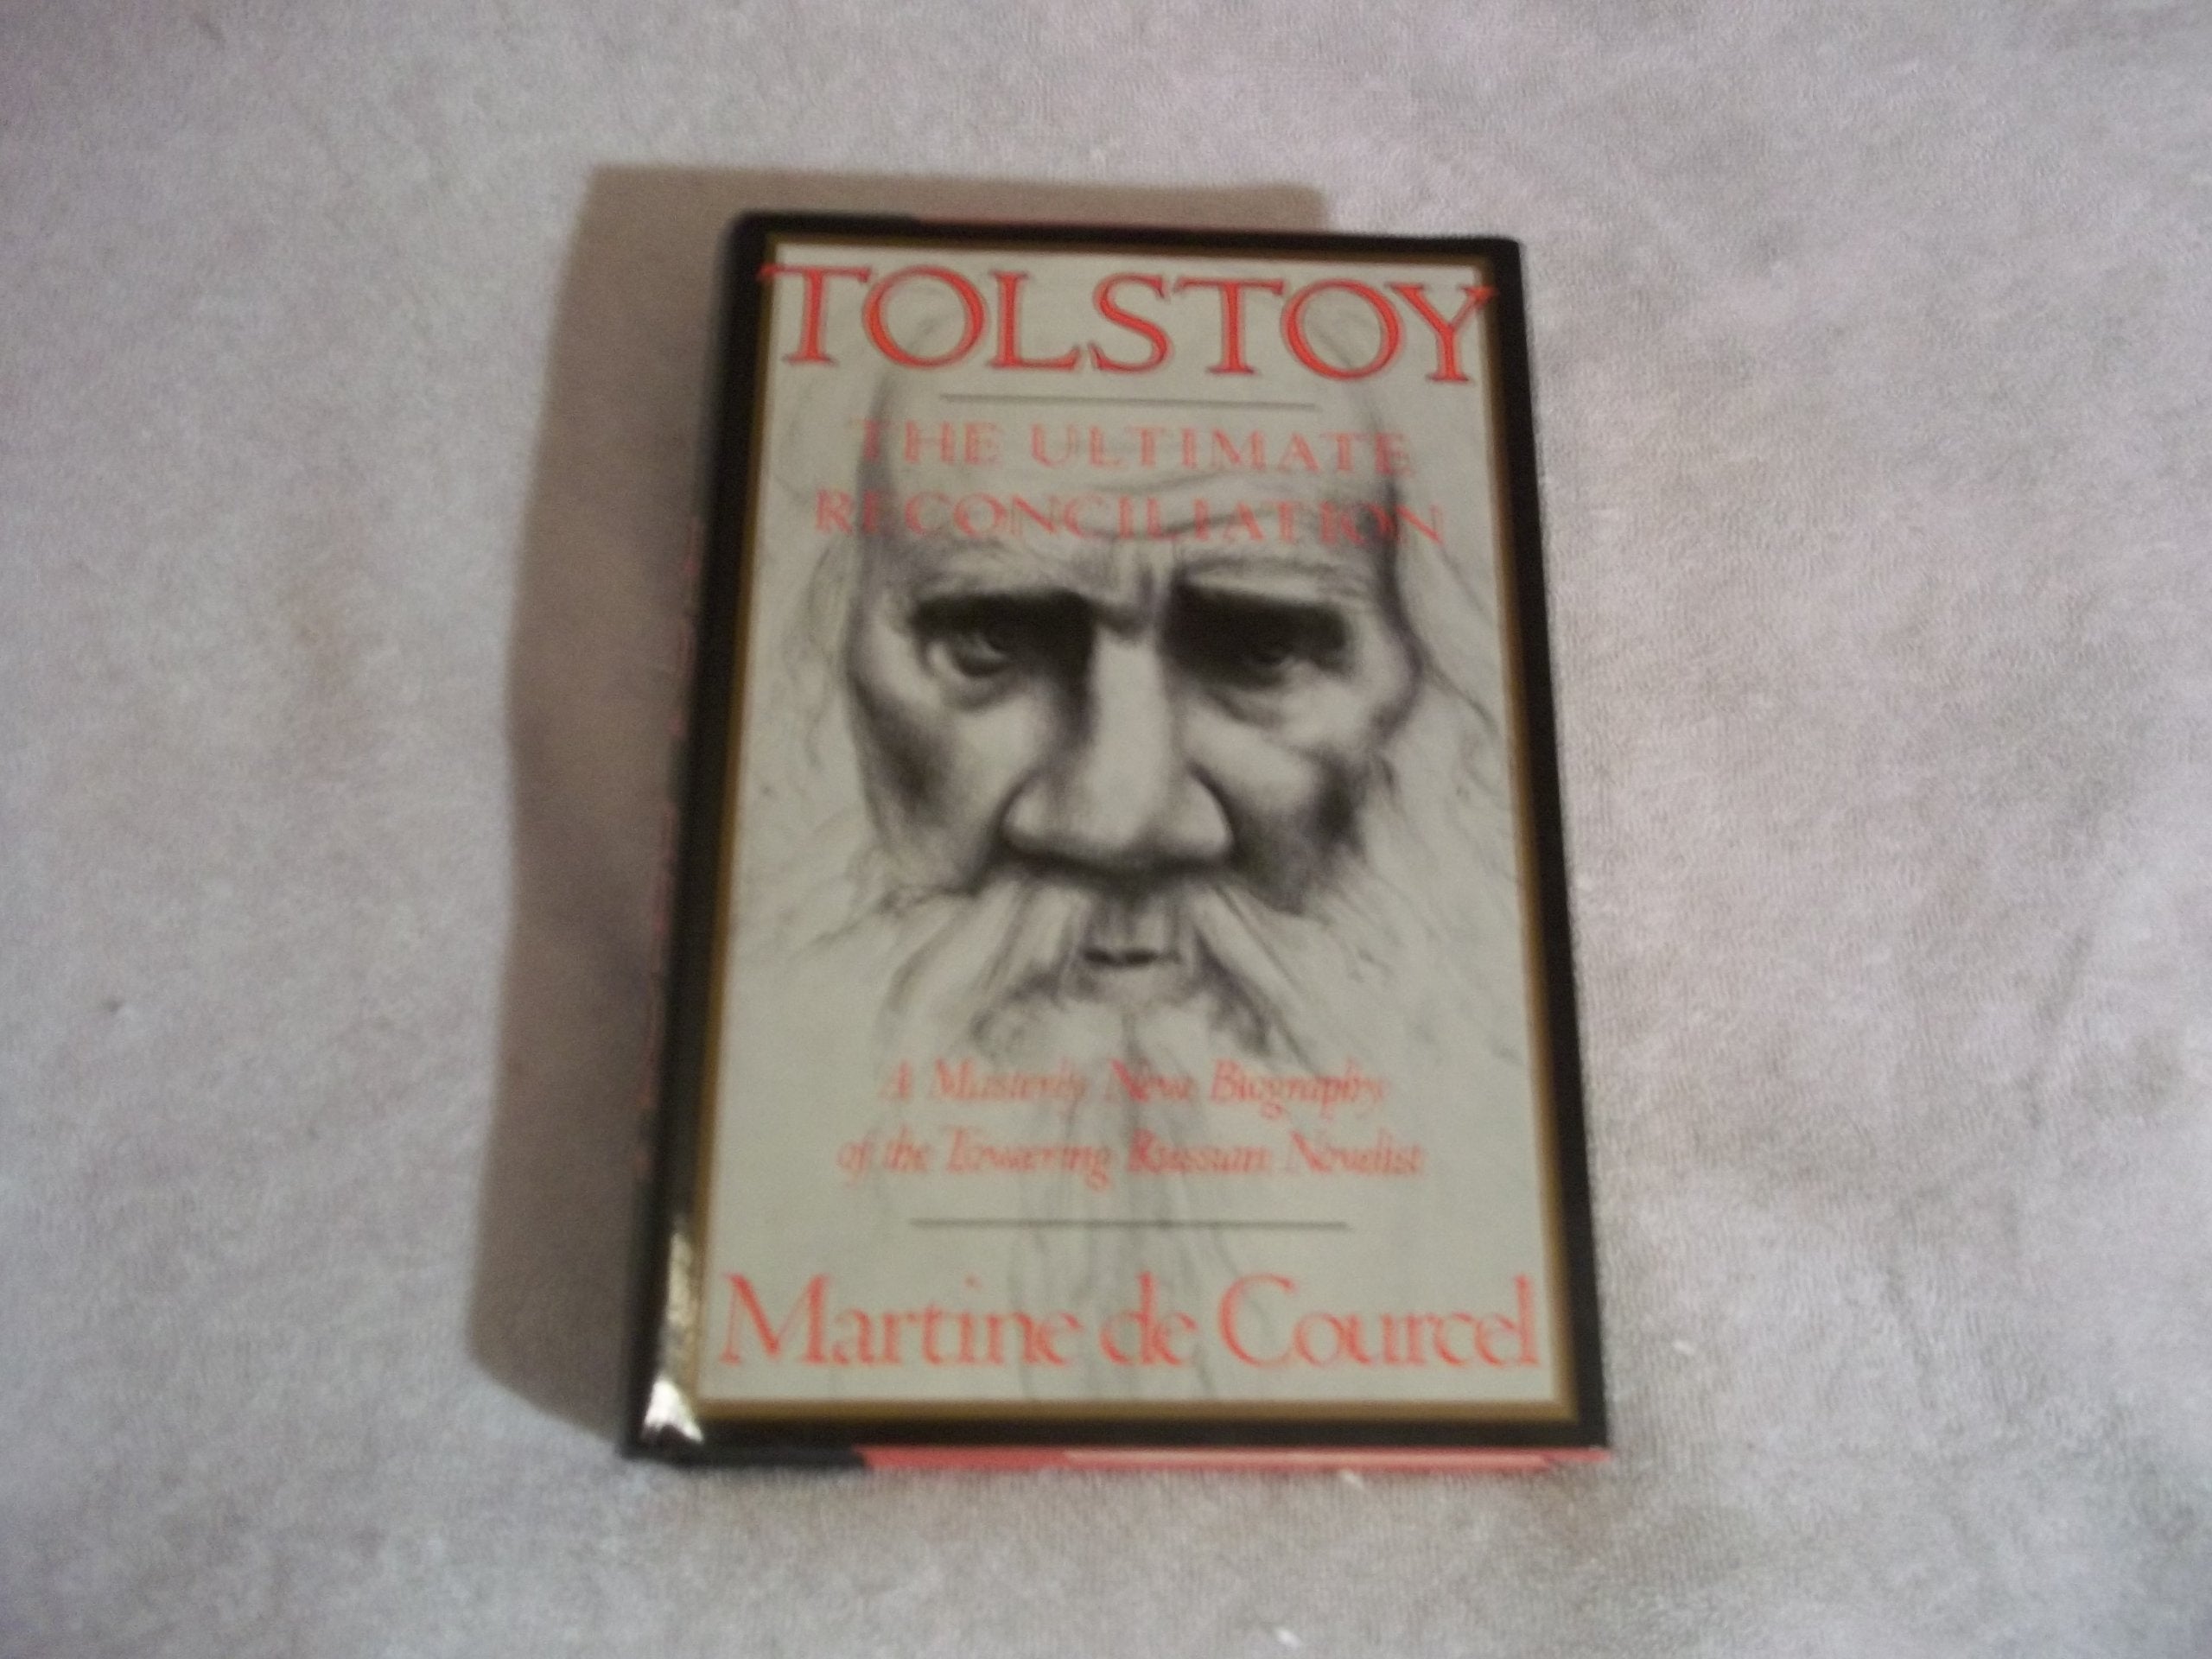 TOLSTOY
THE ULTIMATE
RECONCILIATION
A Masterly New Biography
of the Towering Russian Novelist
Martine de Courcel